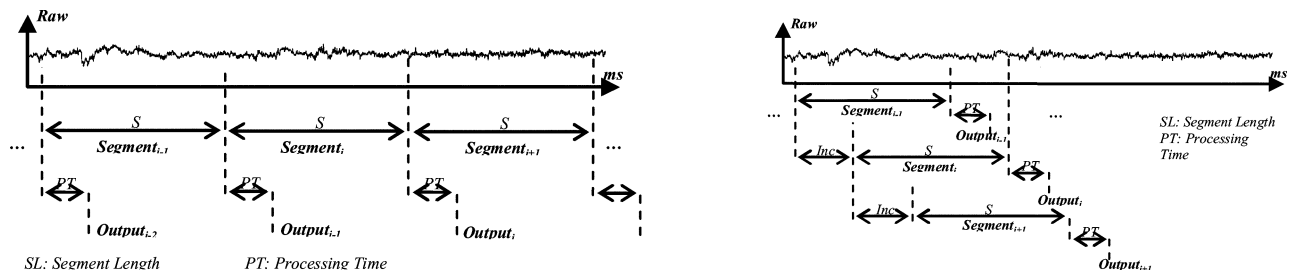 Raw
ms
S S S
... Segment_{i-1} Segment_i Segment_{i+1} ...
PT PT PT
Output_{i-2} Output_{i-1} Output_i
SL: Segment Length PT: Processing Time
Raw
ms
S
... Segment_{i-1} PT ...
Output_{i-1}
SL: Segment Length
PT: Processing
Time
Inc S
Segment_i PT
Output_i
Inc S
Segment_{i+1} PT
Output_{i+1}